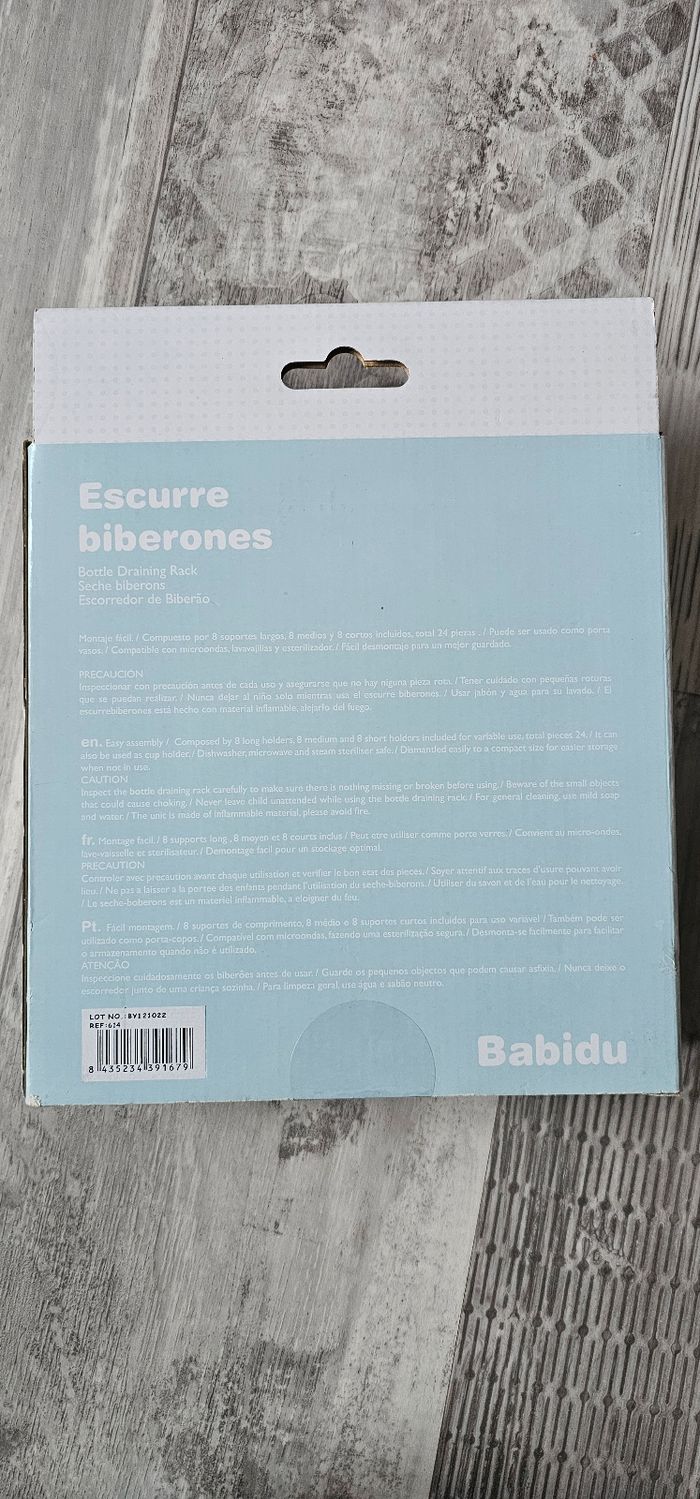 Escurre
biberones
Bottle Draining Rack
Seche biberons
Escorredor de Biberão
Montaje fácil. / Compuesto por 8 soportes largos, 8 medios y 8 cortos incluidos, total 24 piezas . / Puede ser usado como porta
vasos. / Compatible con microondas, lavavajilias y esterilizador. / Fácil desmontaje para un mejor guardado.
PRECAUCIÓN
Inspeccionar con precaución antes de cada uso y asegurarse que no hay niguna pieza rota. / Tener cuidado con pequeñas roturas
que se puedan realizar. / Nunca dejar al niño solo mientras usa el escurre biberones. / Usar jabón y agua para su lavado. / El
escurrebiberones está hecho con material inflamable, alejarlo del fuego.
en. Easy assembly / Composed by 8 long holders, 8 medium and 8 short holders included for variable use, total pieces 24. / It can
also be used as cup holder. / Dishwasher, microwave and steam steriliser safe. / Dismantled easily to a compact size for easier storage
when not in use.
CAUTION
Inspect the bottle draining rack carefully to make sure there is nothing missing or broken before using. / Beware of the small objects
that could cause choking. / Never leave child unattended while using the bottle draining rack. / For general cleaning, use mild soap
and water. / The unit is made of inflammable material, please avoid fire.
fr. Montage facil. / 8 supports long , 8 moyen et 8 courts inclus / Peut etre utiliser comme porte verres. / Convient au micro-ondes,
lave-vaisselle et sterilisateur. / Demontage facil pour un stockage optimal.
PRECAUTION
Controler avec precaution avant chaque utilisation et verifier le bon etat des pieces. / Soyer attentif aux traces d'usure pouvant avoir
lieu. / Ne pas a laisser a la portee des enfants pendant l'utilisation du seche-biborons. / Utiliser du savon et de l'eau pour le nettoyage.
/ Le seche-boberons est un materiel inflammable, a eloigner du feu.
Pt. Fácil montagem. / 8 suportes de comprimento, 8 médio e 8 suportes curtos incluidos para uso variavel / Também pode ser
utilizado como porta-copos. / Compatível com microondas, fazendo uma esterilização segura. / Desmonta-se facilmente para facilitar
o armazenamento quando não é utilizado.
ATENÇÃO
Inspeccione cuidadosamente os biberões antes de usar. / Guarde os pequenos objectos que podem causar asfixia. / Nunca deixe o
escorredor junto de uma criança sozinha. / Para limpeza geral, use água e sabão neutro.
LOT NO.:BY121022
REF:614
8 435234 391679
Babidu